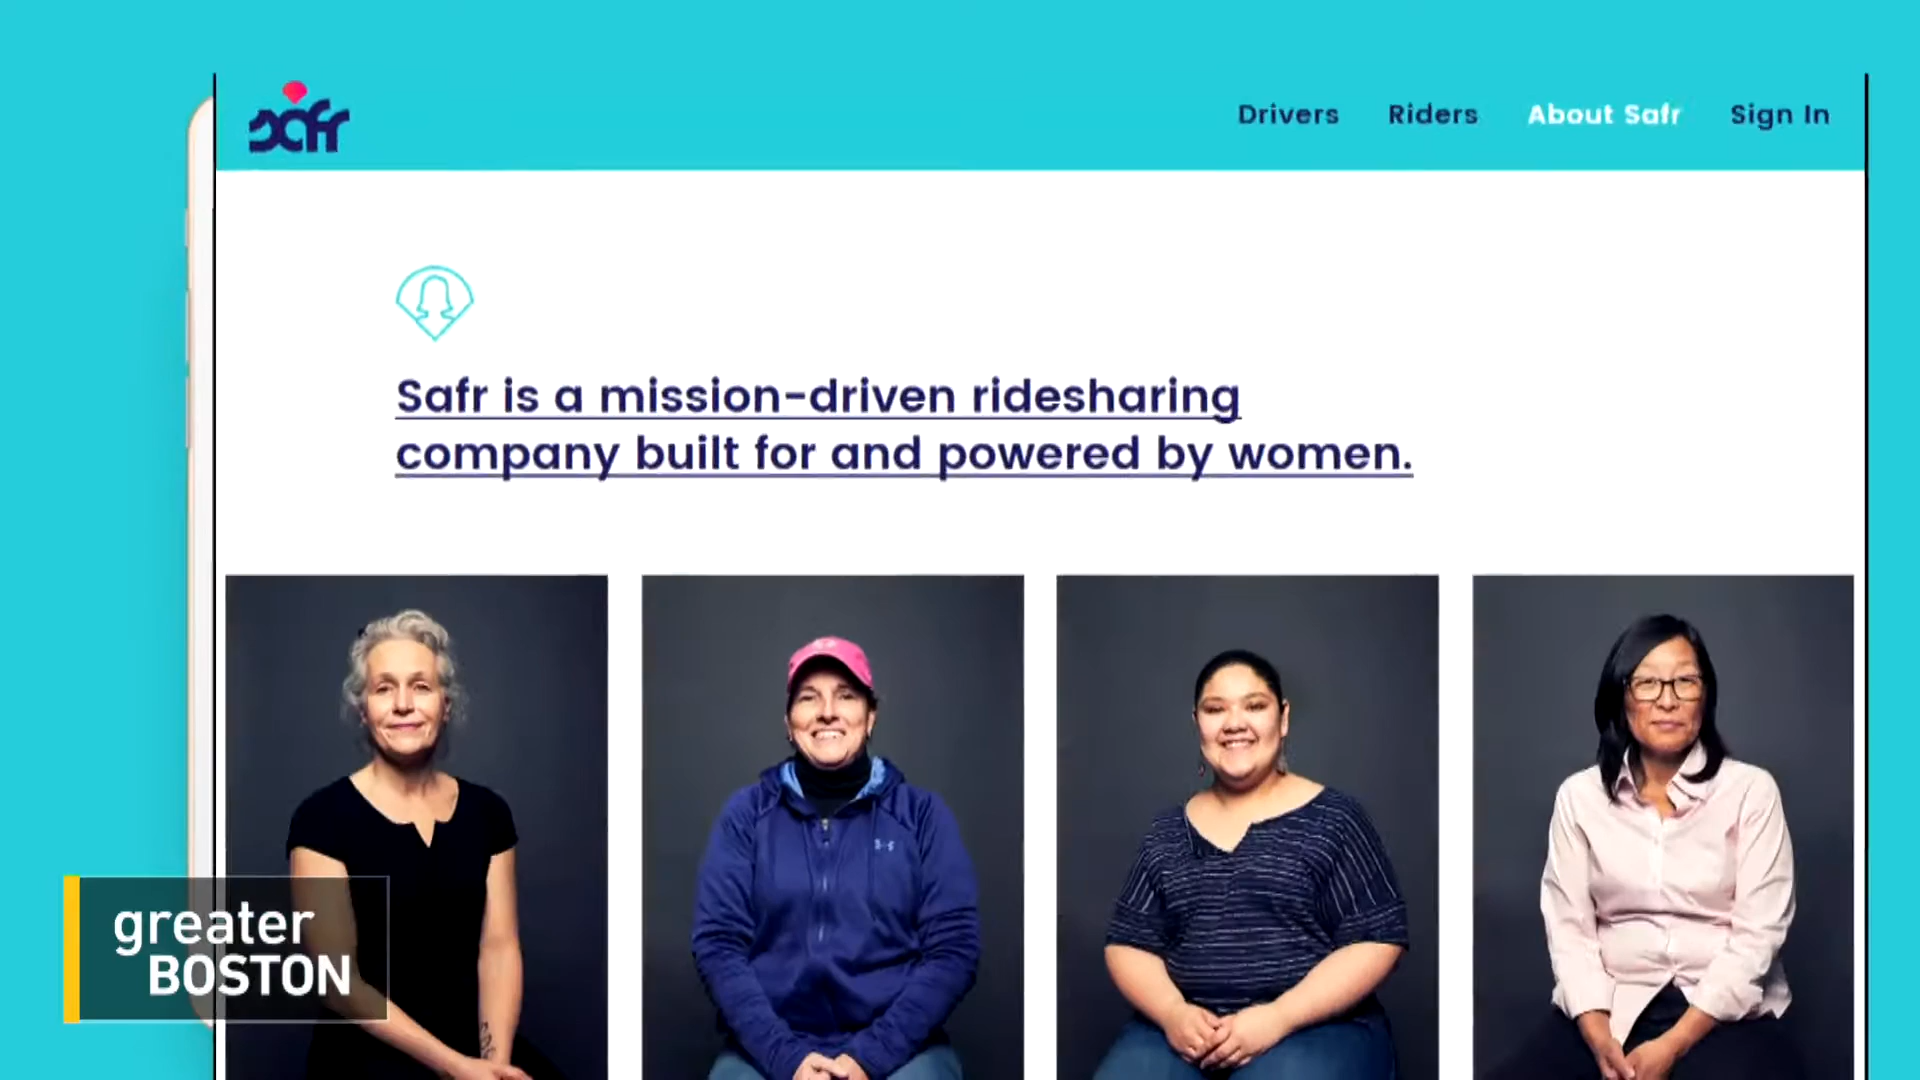 safr
Drivers Riders About Safr Sign In
Safr is a mission-driven ridesharing
company built for and powered by women.
greater
BOSTON